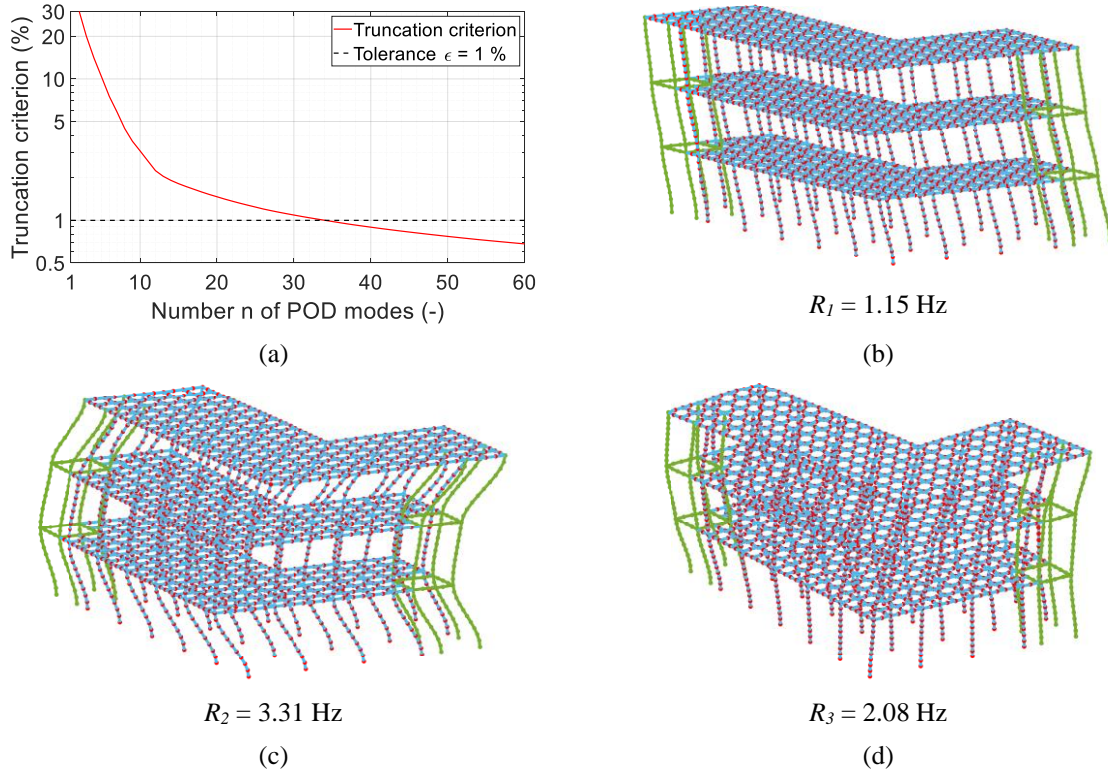 30
20
10
5
1
0.5
Truncation criterion (%)
Truncation criterion
Tolerance ϵ = 1 %
1 10 20 30 40 50 60
Number n of POD modes (-)
(a)
R1 = 1.15 Hz
(b)
R2 = 3.31 Hz
(c)
R3 = 2.08 Hz
(d)